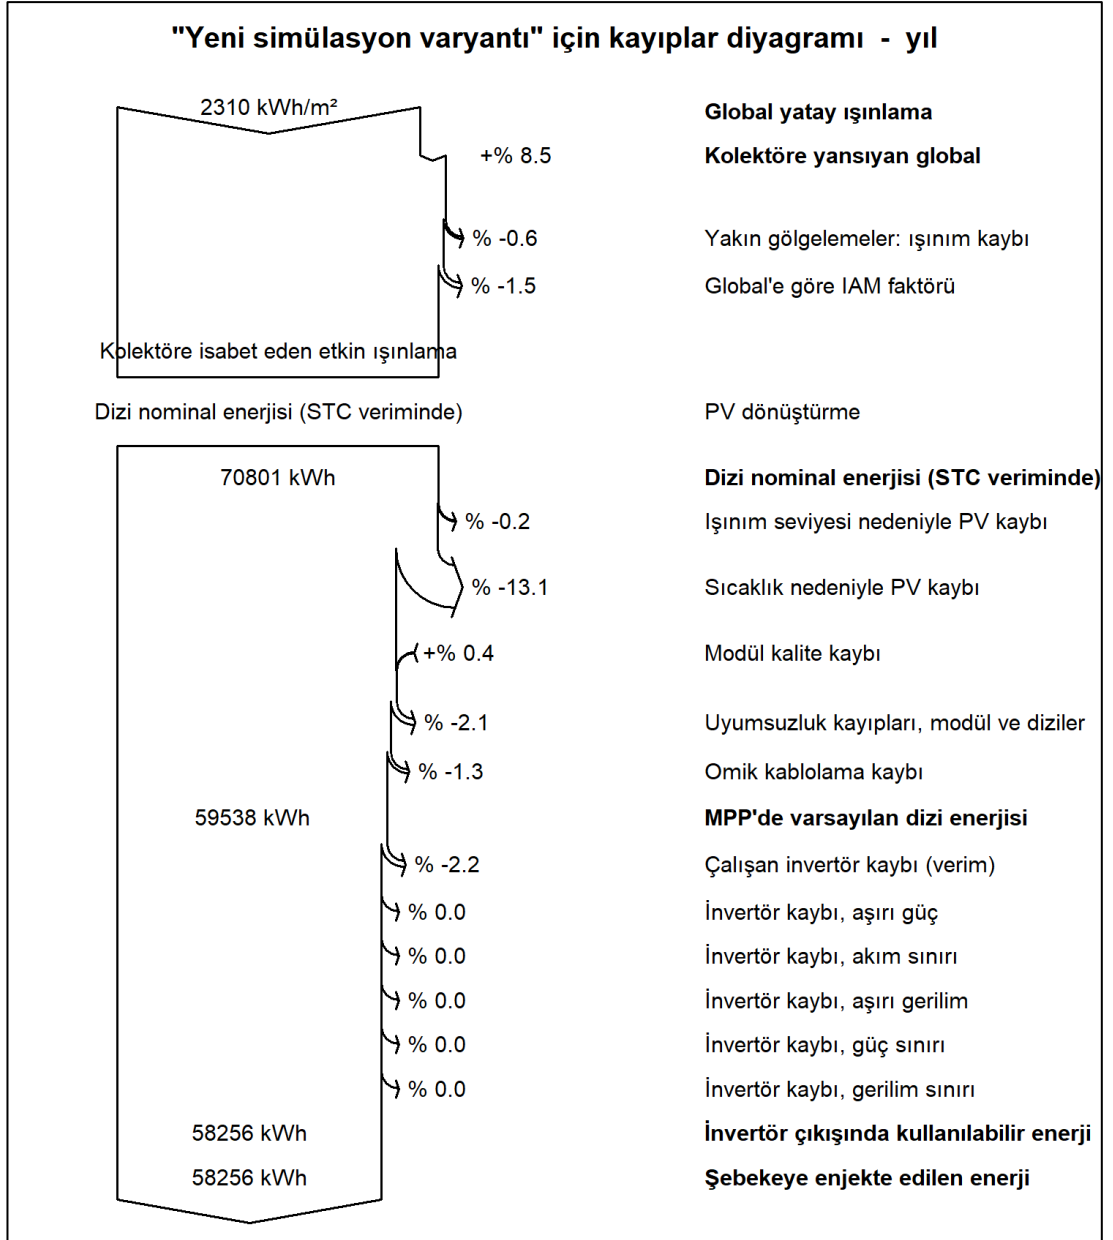 "Yeni simülasyon varyantı" için kayıplar diyagramı - yıl
2310 kWh/m² Global yatay ışınlama
+% 8.5 Kolektöre yansıyan global
% -0.6 Yakın gölgelemeler: ışınım kaybı
% -1.5 Global'e göre IAM faktörü
Kolektöre isabet eden etkin ışınlama
Dizi nominal enerjisi (STC veriminde) PV dönüştürme
70801 kWh Dizi nominal enerjisi (STC veriminde)
% -0.2 Işınım seviyesi nedeniyle PV kaybı
% -13.1 Sıcaklık nedeniyle PV kaybı
+% 0.4 Modül kalite kaybı
% -2.1 Uyumsuzluk kayıpları, modül ve diziler
% -1.3 Omik kablolama kaybı
59538 kWh MPP'de varsayılan dizi enerjisi
% -2.2 Çalışan invertör kaybı (verim)
% 0.0 İnvertör kaybı, aşırı güç
% 0.0 İnvertör kaybı, akım sınırı
% 0.0 İnvertör kaybı, aşırı gerilim
% 0.0 İnvertör kaybı, güç sınırı
% 0.0 İnvertör kaybı, gerilim sınırı
58256 kWh İnvertör çıkışında kullanılabilir enerji
58256 kWh Şebekeye enjekte edilen enerji